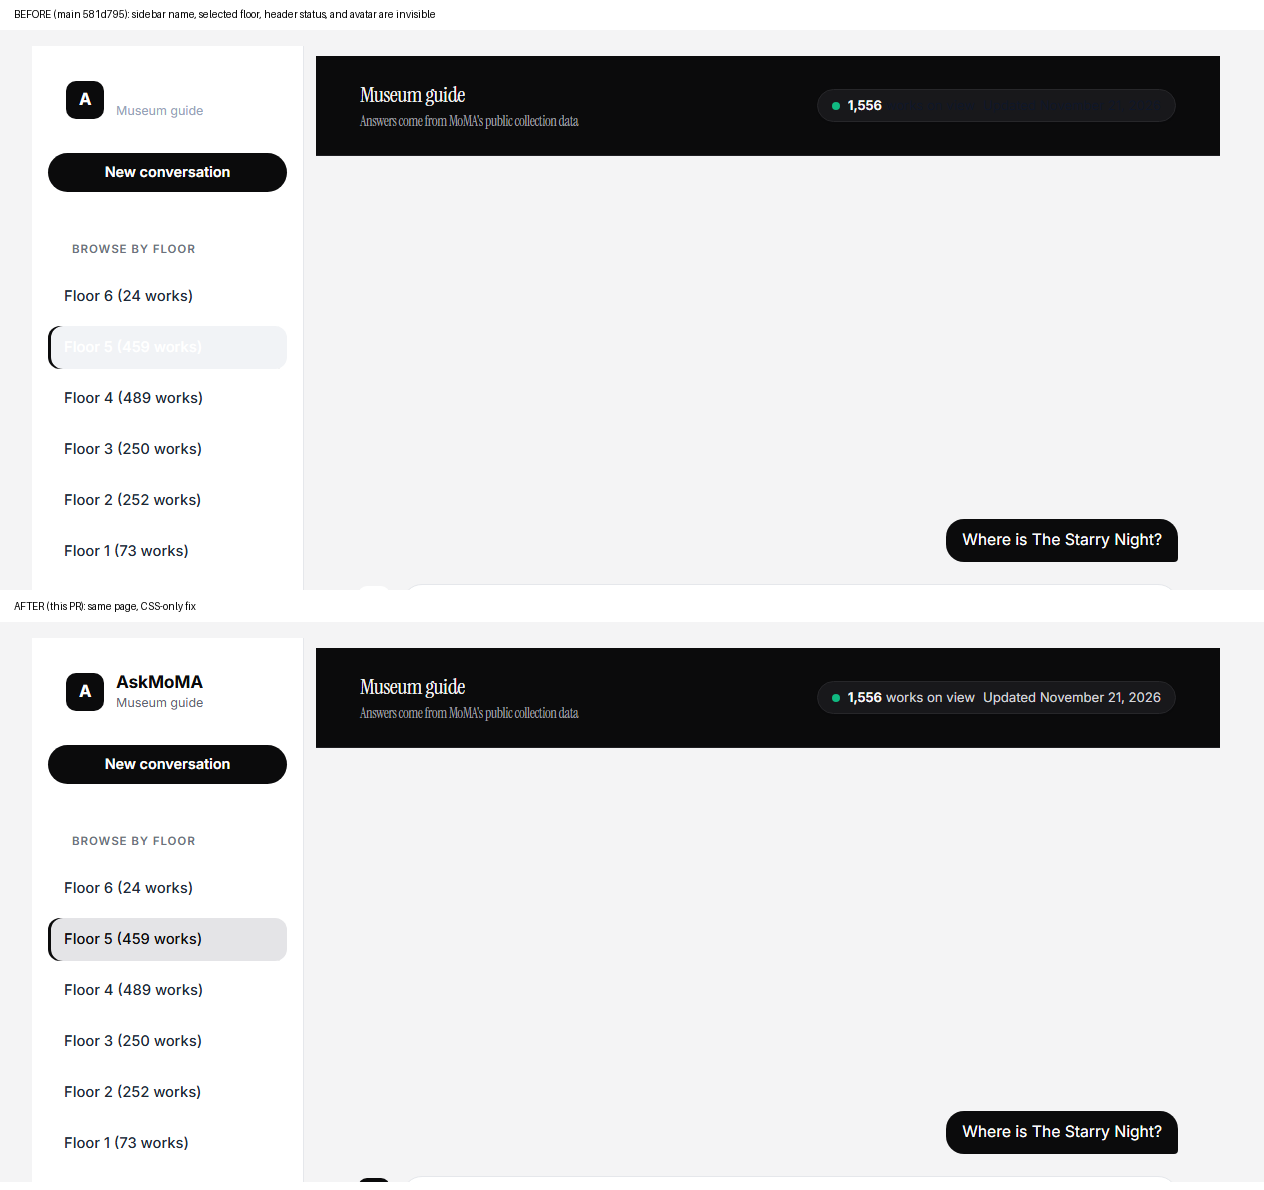 BEFORE (main 581d795): sidebar name, selected floor, header status, and avatar are invisible
A
Museum guide
New conversation
BROWSE BY FLOOR
Floor 6 (24 works)
Floor 5 (459 works)
Floor 4 (489 works)
Floor 3 (250 works)
Floor 2 (252 works)
Floor 1 (73 works)
Museum guide
Answers come from MoMA's public collection data
1,556
Where is The Starry Night?
AFTER (this PR): same page, CSS-only fix
A
AskMoMA
Museum guide
New conversation
BROWSE BY FLOOR
Floor 6 (24 works)
Floor 5 (459 works)
Floor 4 (489 works)
Floor 3 (250 works)
Floor 2 (252 works)
Floor 1 (73 works)
Museum guide
Answers come from MoMA's public collection data
1,556 works on view Updated November 21, 2026
Where is The Starry Night?